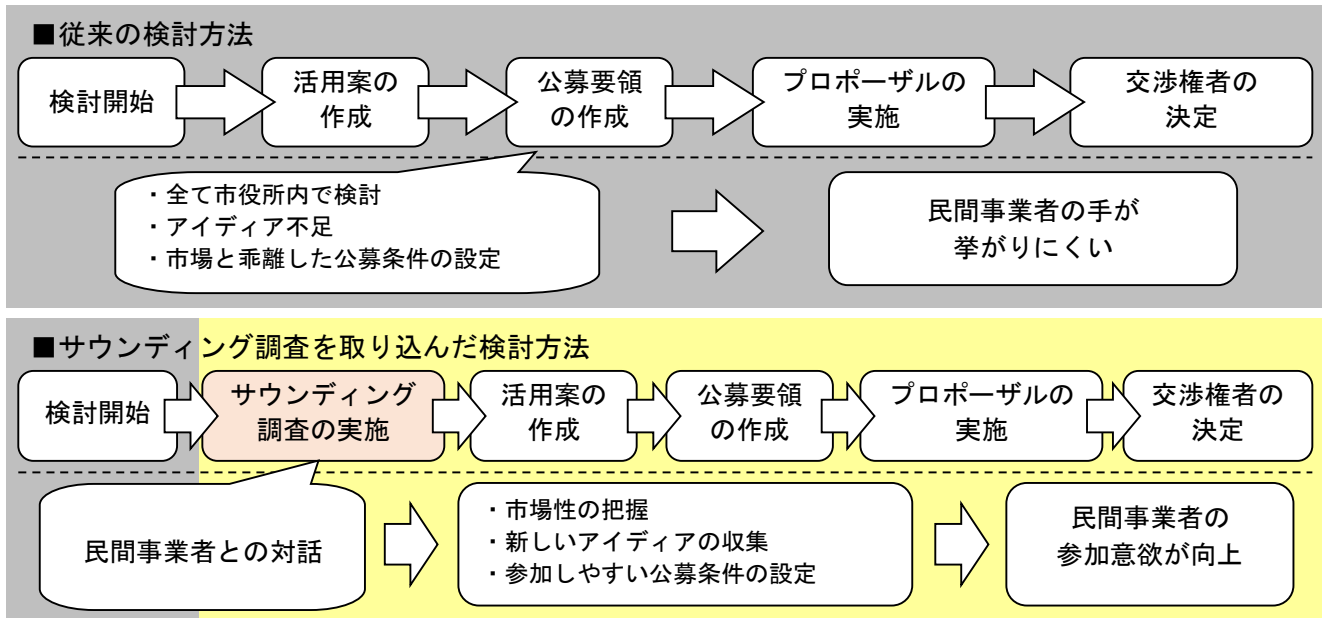 ■従来の検討方法
検討開始
活用案の
作成
公募要領
の作成
プロポーザルの
実施
交渉権者の
決定
・全て市役所内で検討
・アイディア不足
・市場と乖離した公募条件の設定
民間事業者の手が
挙がりにくい
■サウンディング調査を取り込んだ検討方法
検討開始
サウンディング
調査の実施
活用案の
作成
公募要領
の作成
プロポーザルの
実施
交渉権者の
決定
民間事業者との対話
・市場性の把握
・新しいアイディアの収集
・参加しやすい公募条件の設定
民間事業者の
参加意欲が向上